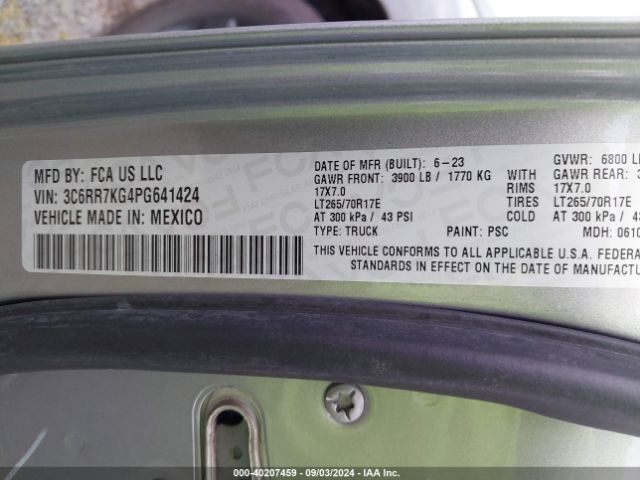 MFD BY: FCA US LLC
VIN: 3C6RR7KG4PG641424
VEHICLE MADE IN: MEXICO
DATE OF MFR (BUILT): 6-23
GVWR: 6800 L
GAWR FRONT: 3900 LB / 1770 KG WITH GAWR REAR:
17X7.0 RIMS 17X7.0
LT265/70R17E TIRES LT265/70R17E
AT 300 kPa / 43 PSI COLD AT 300 kPa / 43
TYPE: TRUCK PAINT: PSC MDH: 0610
THIS VEHICLE CONFORMS TO ALL APPLICABLE U.S.A. FEDERA
STANDARDS IN EFFECT ON THE DATE OF MANUFACTU
000-40207459 - 09/03/2024 - IAA Inc.